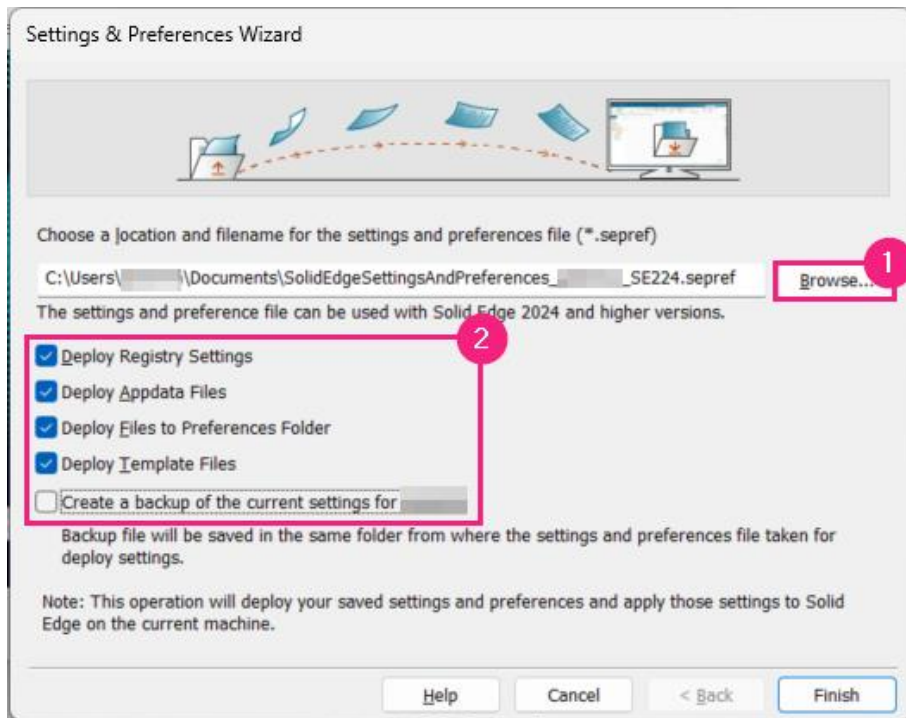 Settings & Preferences Wizard
Choose a location and filename for the settings and preferences file (*.sepref)
C:\Users\ \Documents\SolidEdgeSettingsAndPreferences_ _SE224.sepref
Browse...
1
The settings and preference file can be used with Solid Edge 2024 and higher versions.
2
Deploy Registry Settings
Deploy Appdata Files
Deploy Files to Preferences Folder
Deploy Template Files
Create a backup of the current settings for
Backup file will be saved in the same folder from where the settings and preferences file taken for
deploy settings.
Note: This operation will deploy your saved settings and preferences and apply those settings to Solid
Edge on the current machine.
Help Cancel < Back Finish